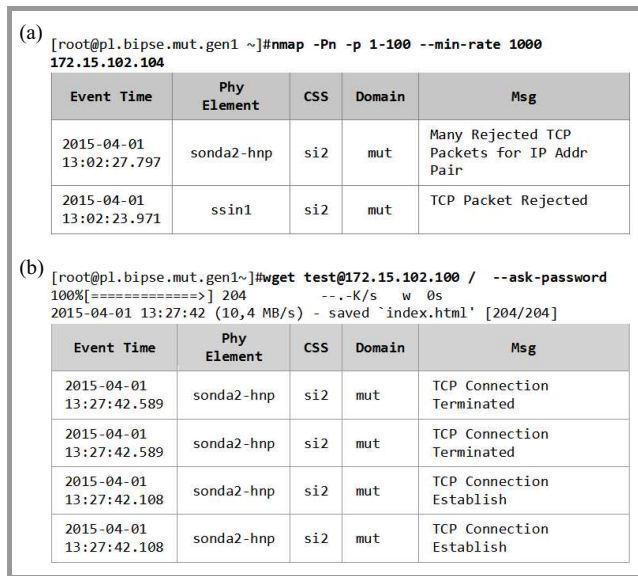 (a)
[root@pl.bipse.mut.gen1 ~]#nmap -Pn -p 1-100 --min-rate 1000
172.15.102.104
Event Time Phy Element CSS Domain Msg
2015-04-01 13:02:27.797 sonda2-hnp si2 mut Many Rejected TCP Packets for IP Addr Pair
2015-04-01 13:02:23.971 ssin1 si2 mut TCP Packet Rejected
(b)
[root@pl.bipse.mut.gen1~]#wget test@172.15.102.100 / --ask-password
100%[=============>] 204 --.-K/s w 0s
2015-04-01 13:27:42 (10,4 MB/s) - saved `index.html' [204/204]
Event Time Phy Element CSS Domain Msg
2015-04-01 13:27:42.589 sonda2-hnp si2 mut TCP Connection Terminated
2015-04-01 13:27:42.589 sonda2-hnp si2 mut TCP Connection Terminated
2015-04-01 13:27:42.108 sonda2-hnp si2 mut TCP Connection Establish
2015-04-01 13:27:42.108 sonda2-hnp si2 mut TCP Connection Establish